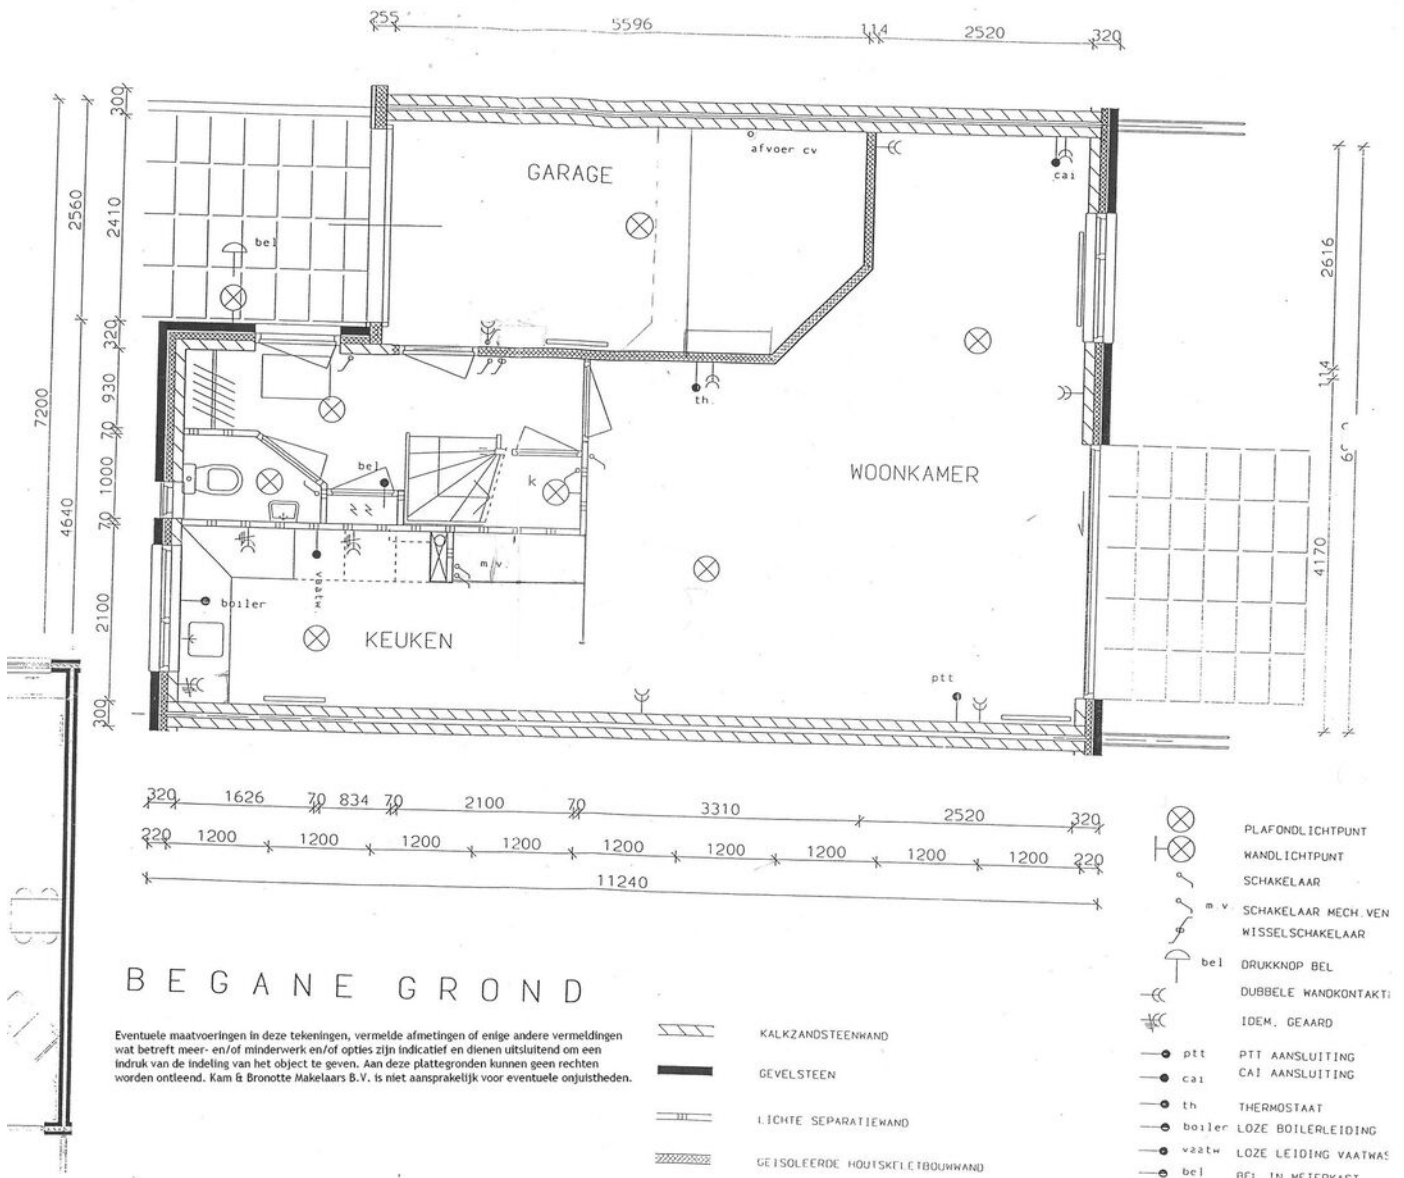 255
5596
114
2520
320
300
2560
2410
320
7200
930
70
1000
4640
70
2100
300
GARAGE
afvoer cv
cai
bel
th.
bel
k
WOONKAMER
m.v.
boiler
vaatw.
KEUKEN
ptt
2616
114
4170
320
1626
70
834
70
2100
70
3310
2520
320
220
1200
1200
1200
1200
1200
1200
1200
1200
1200
220
11240
BEGANE GROND
Eventuele maatvoeringen in deze tekeningen, vermelde afmetingen of enige andere vermeldingen
wat betreft meer- en/of minderwerk en/of opties zijn indicatief en dienen uitsluitend om een
indruk van de indeling van het object te geven. Aan deze plattegronden kunnen geen rechten
worden ontleend. Kam & Bronotte Makelaars B.V. is niet aansprakelijk voor eventuele onjuistheden.
KALKZANDSTEENWAND
GEVELSTEEN
LICHTE SEPARATIEWAND
GEISOLEERDE HOUTSKELETBOUWWAND
PLAFONDLICHTPUNT
WANDLICHTPUNT
SCHAKELAAR
m v. SCHAKELAAR MECH.VEN
WISSELSCHAKELAAR
bel DRUKKNOP BEL
DUBBELE WANDKONTAKT
IDEM, GEAARD
ptt PTT AANSLUITING
cai CAI AANSLUITING
th THERMOSTAAT
boiler LOZE BOILERLEIDING
vaatw LOZE LEIDING VAATWAS
bel BEL IN METERKAST